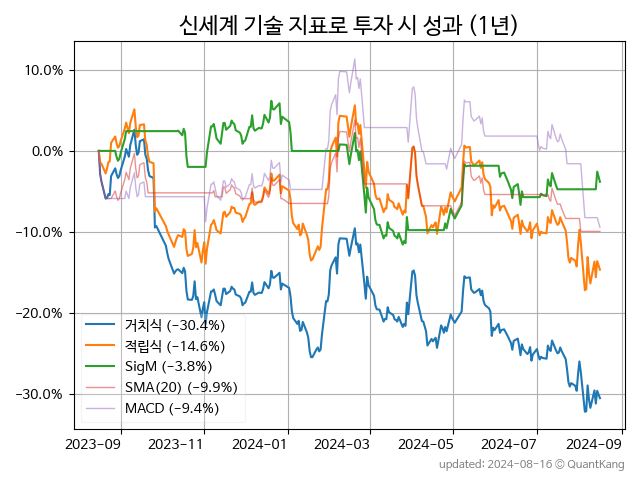 신세계 기술 지표로 투자 시 성과 (1년)
10.0%
0.0%
−10.0%
−20.0%
−30.0%
거치식 (−30.4%)
적립식 (−14.6%)
SigM (−3.8%)
SMA(20) (−9.9%)
MACD (−9.4%)
2023−09 2023−11 2024−01 2024−03 2024−05 2024−07 2024−09
updated: 2024-08-16 © QuantKang